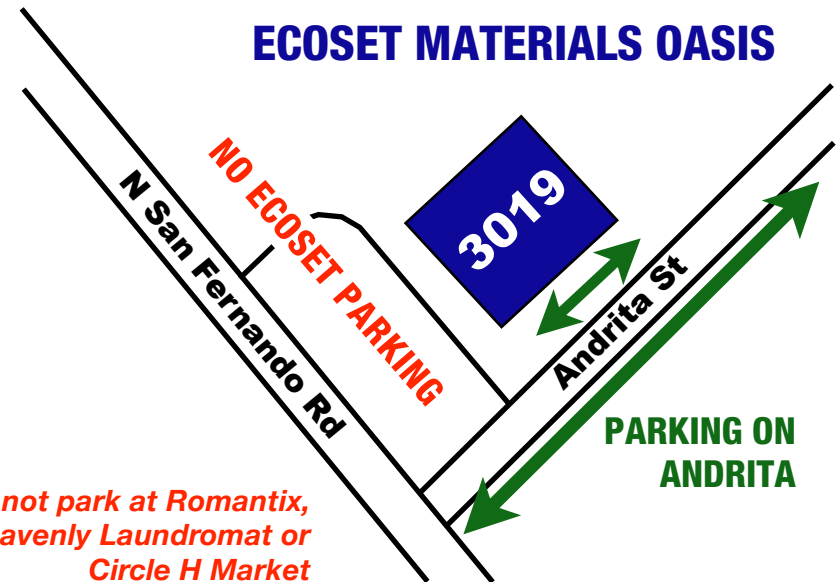 ECOSET MATERIALS OASIS
NO ECOSET PARKING
3019
N San Fernando Rd
Andrita St
PARKING ON
ANDRITA
not park at Romantix,
Laundromat or
Circle H Market